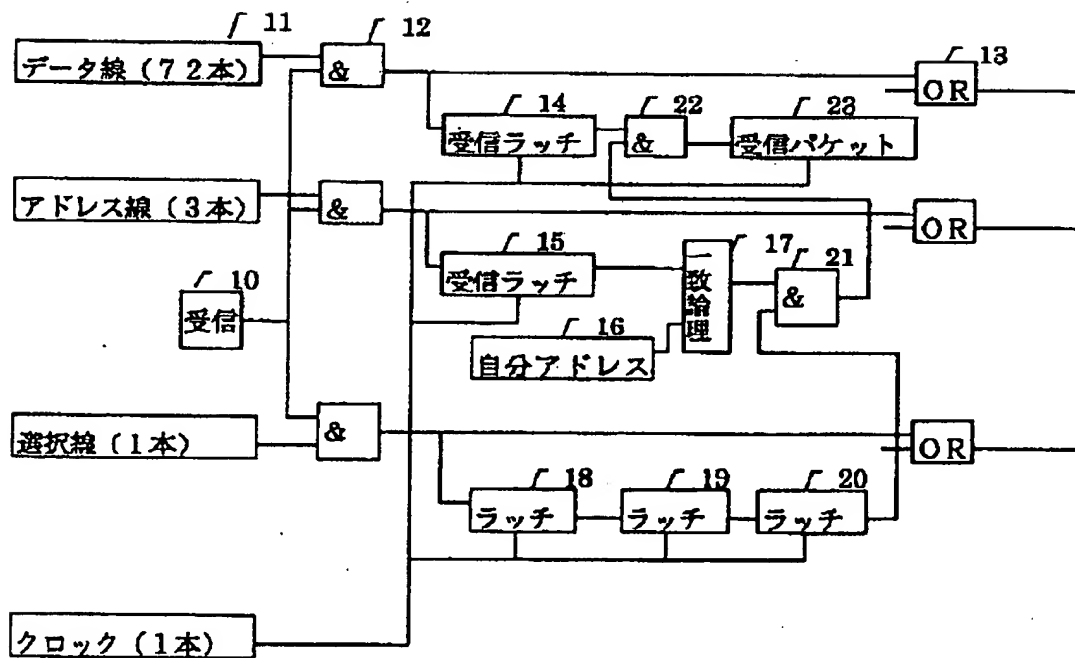 11
12
データ線(72本)
&
13
OR
14
22
23
受信ラッチ
&
受信パケット
アドレス線(3本)
&
OR
15
17
21
受信ラッチ
一致論理
&
10
受信
16
自分アドレス
選択線(1本)
&
OR
18
19
20
ラッチ
ラッチ
ラッチ
クロック(1本)